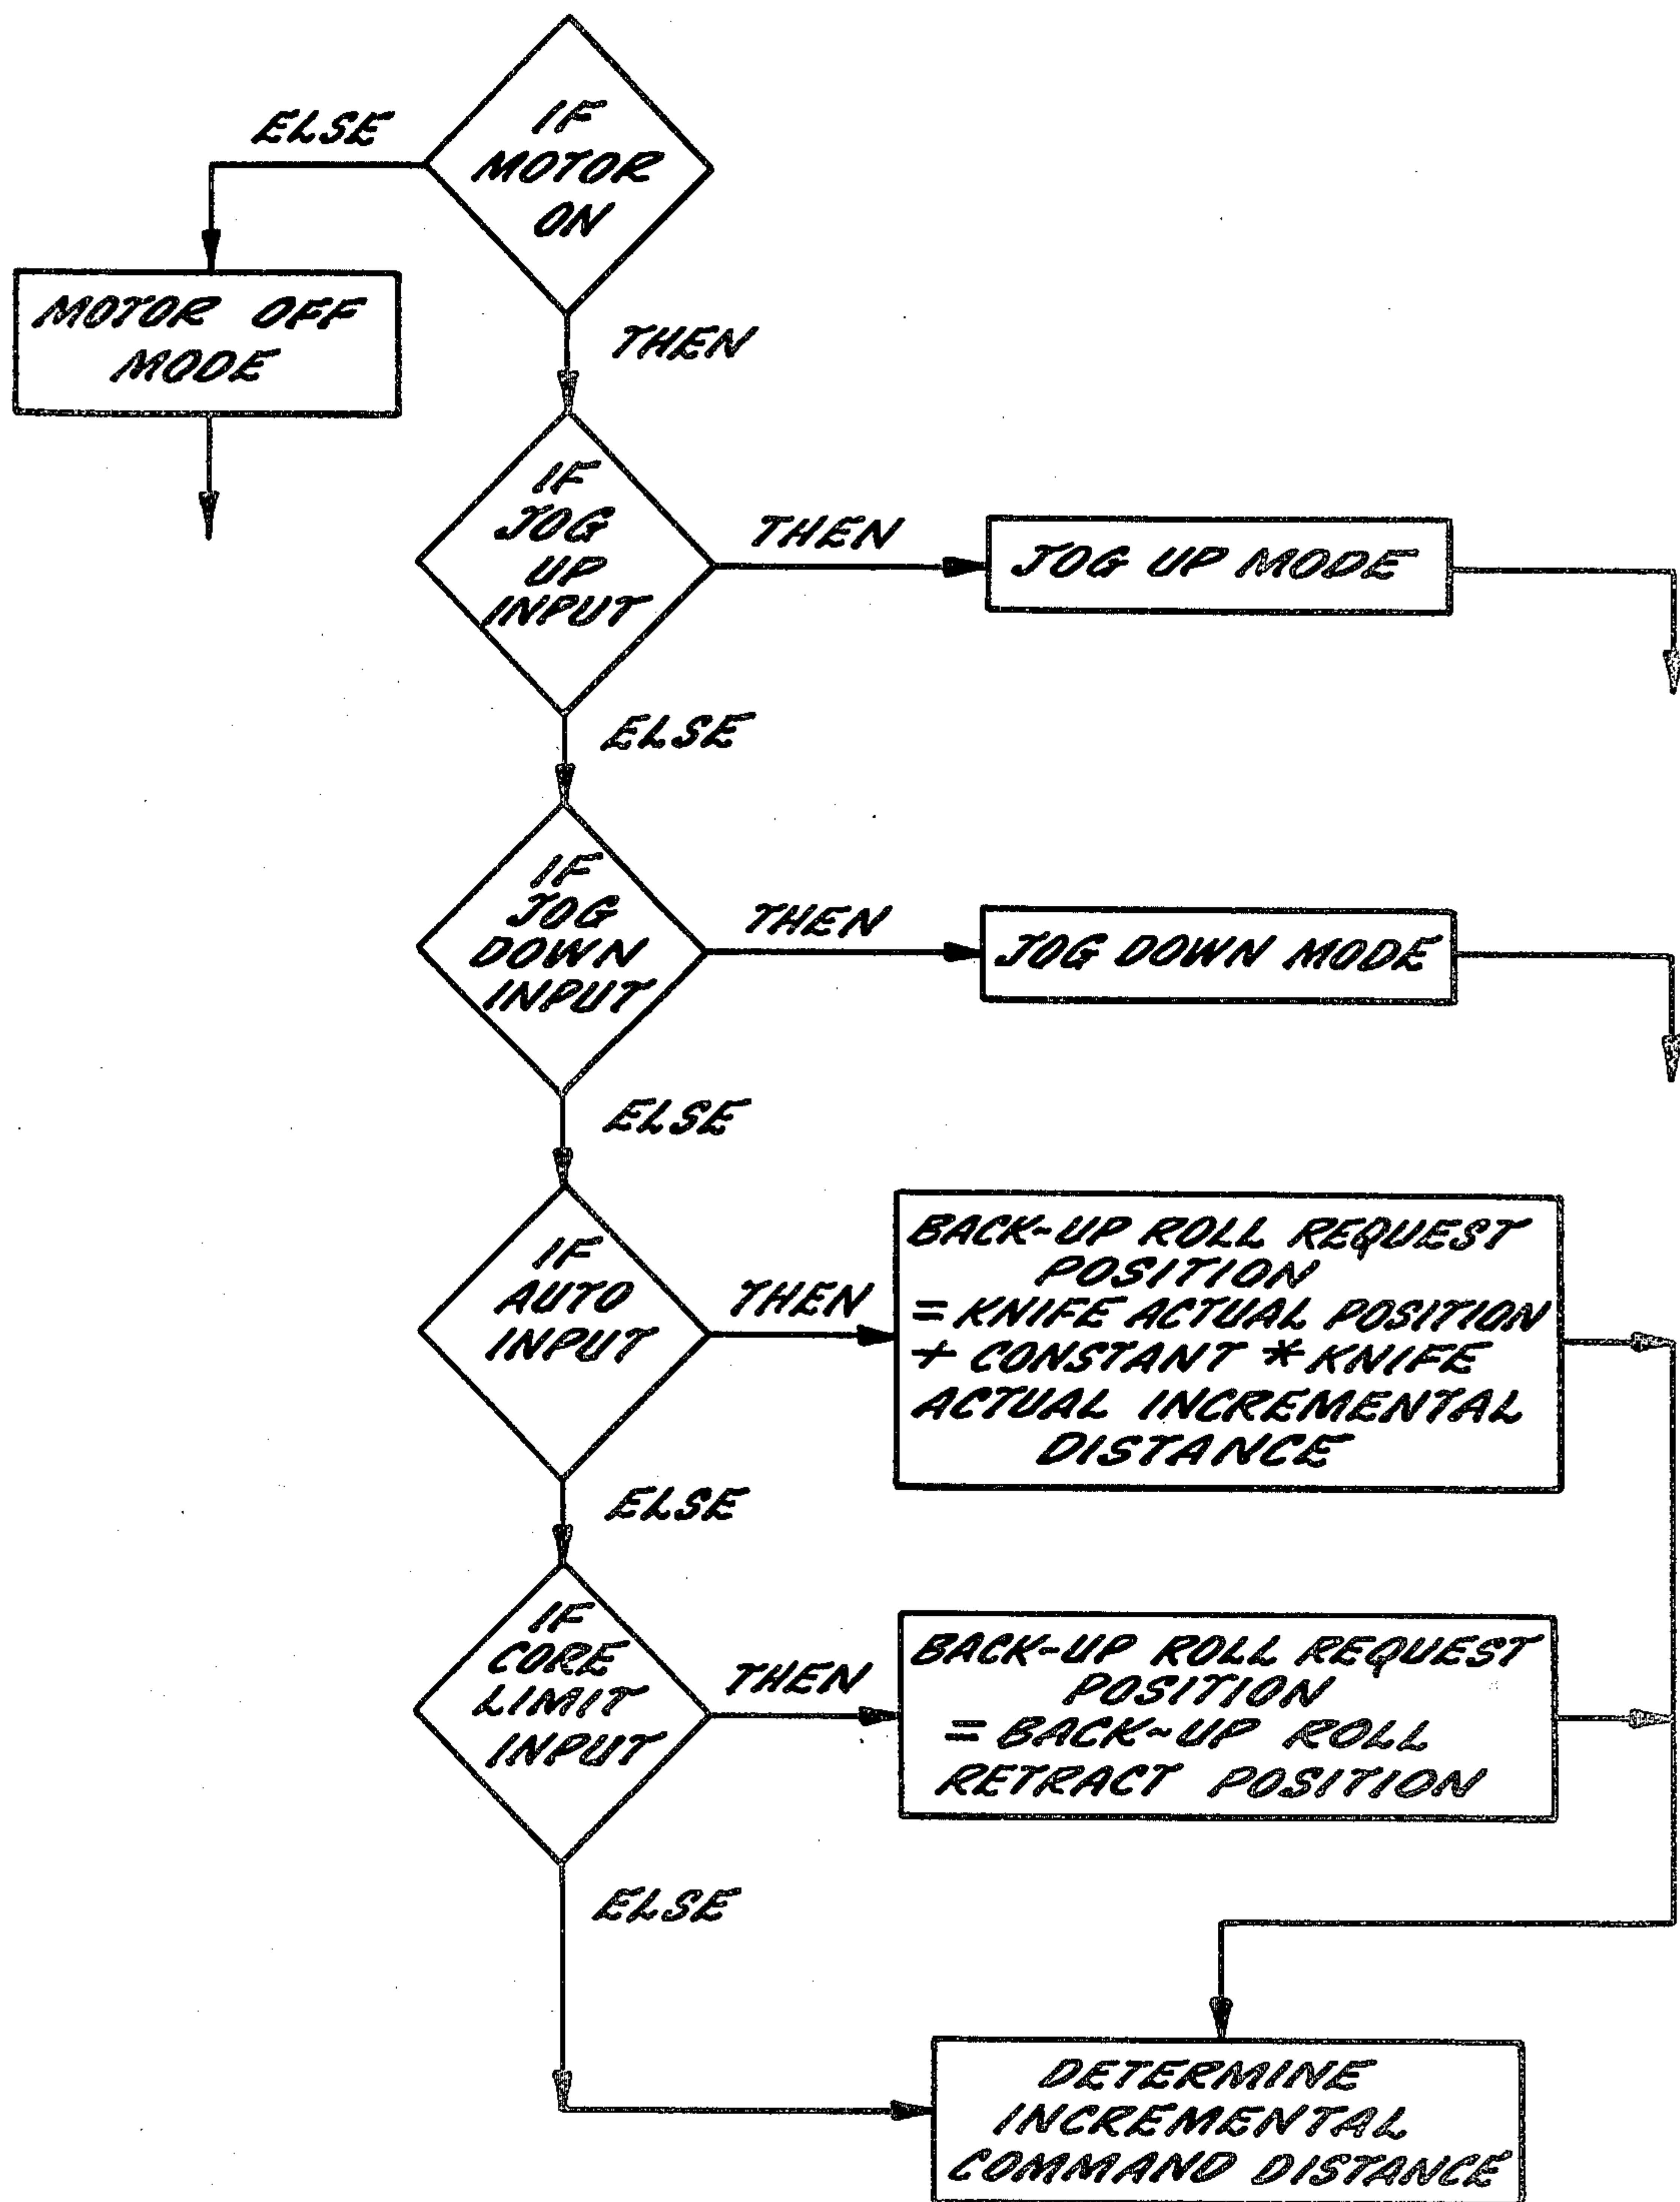 IF
MOTOR
ON
ELSE
MOTOR OFF
MODE
THEN
IF
JOG
UP
INPUT
THEN
JOG UP MODE
ELSE
IF
JOG
DOWN
INPUT
THEN
JOG DOWN MODE
ELSE
IF
AUTO
INPUT
THEN
BACK-UP ROLL REQUEST
POSITION
= KNIFE ACTUAL POSITION
+ CONSTANT * KNIFE
ACTUAL INCREMENTAL
DISTANCE
ELSE
IF
CORE
LIMIT
INPUT
THEN
BACK-UP ROLL REQUEST
POSITION
= BACK-UP ROLL
RETRACT POSITION
ELSE
DETERMINE
INCREMENTAL
COMMAND DISTANCE